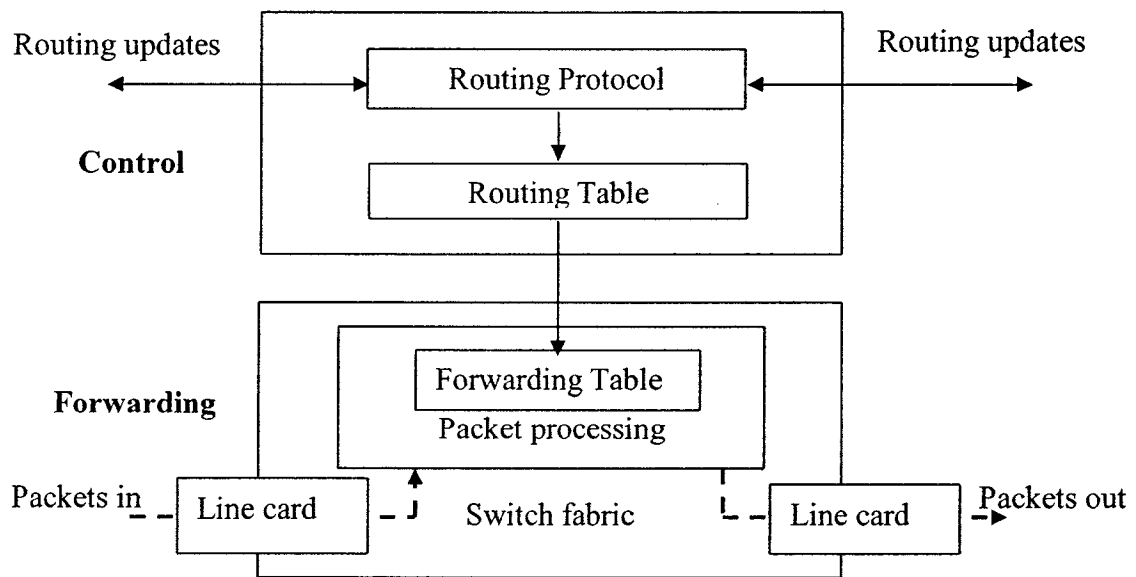 Routing updates
Routing updates
Routing Protocol
Control
Routing Table
Forwarding Table
Forwarding
Packet processing
Packets in
Line card
Switch fabric
Line card
Packets out